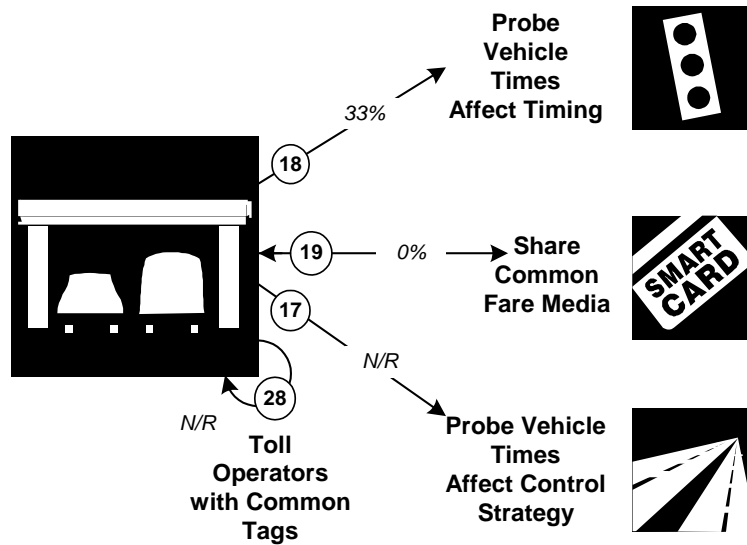 Probe
Vehicle
Times
Affect Timing
33%
18
19
0%
Share
Common
Fare Media
SMART
CARD
17
N/R
28
N/R
Toll
Operators
with Common
Tags
Probe Vehicle
Times
Affect Control
Strategy